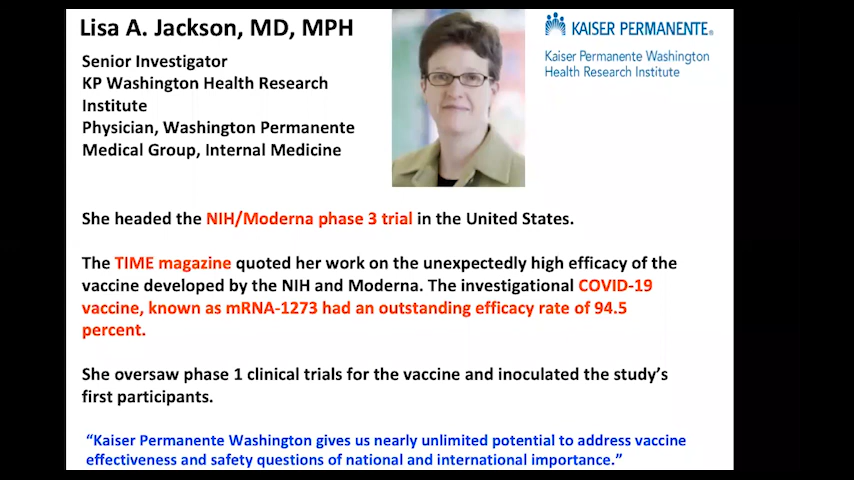 Lisa A. Jackson, MD, MPH
Senior Investigator
KP Washington Health Research
Institute
Physician, Washington Permanente
Medical Group, Internal Medicine
KAISER PERMANENTE®
Kaiser Permanente Washington
Health Research Institute
She headed the NIH/Moderna phase 3 trial in the United States.
The TIME magazine quoted her work on the unexpectedly high efficacy of the
vaccine developed by the NIH and Moderna. The investigational COVID-19
vaccine, known as mRNA-1273 had an outstanding efficacy rate of 94.5
percent.
She oversaw phase 1 clinical trials for the vaccine and inoculated the study’s
first participants.
“Kaiser Permanente Washington gives us nearly unlimited potential to address vaccine
effectiveness and safety questions of national and international importance.”